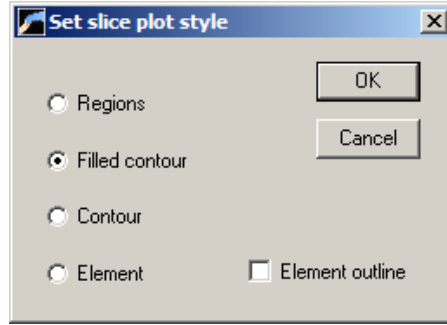 Set slice plot style
OK
Regions
Cancel
Filled contour
Contour
Element
Element outline